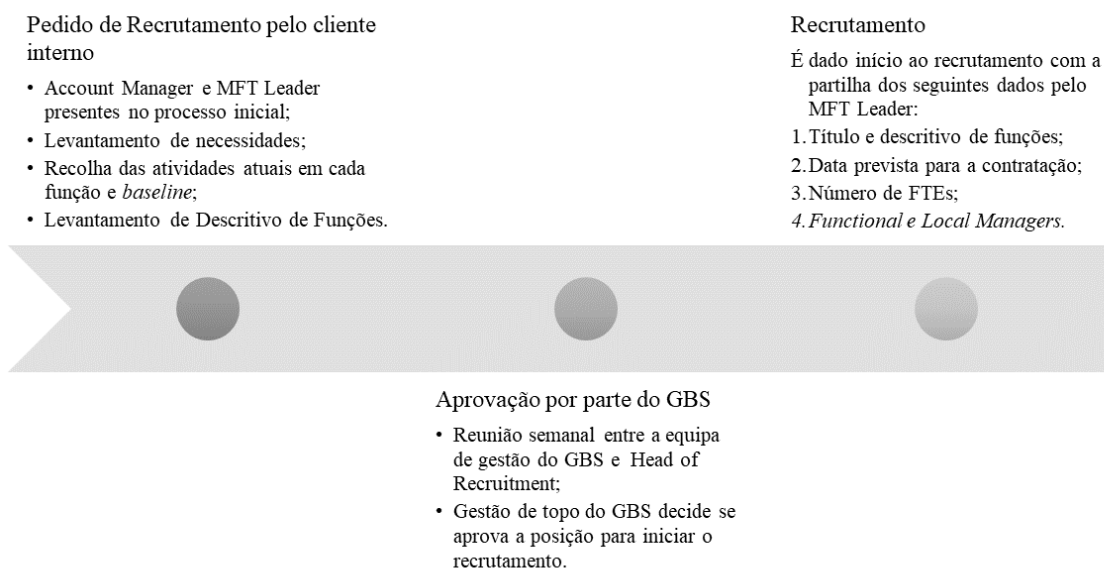 Pedido de Recrutamento pelo cliente
interno
• Account Manager e MFT Leader
presentes no processo inicial;
• Levantamento de necessidades;
• Recolha das atividades atuais em cada
função e baseline;
• Levantamento de Descritivo de Funções.
Aprovação por parte do GBS
• Reunião semanal entre a equipa
de gestão do GBS e Head of
Recruitment;
• Gestão de topo do GBS decide se
aprova a posição para iniciar o
recrutamento.
Recrutamento
É dado início ao recrutamento com a
partilha dos seguintes dados pelo
MFT Leader:
1.Título e descritivo de funções;
2.Data prevista para a contratação;
3.Número de FTEs;
4.Functional e Local Managers.